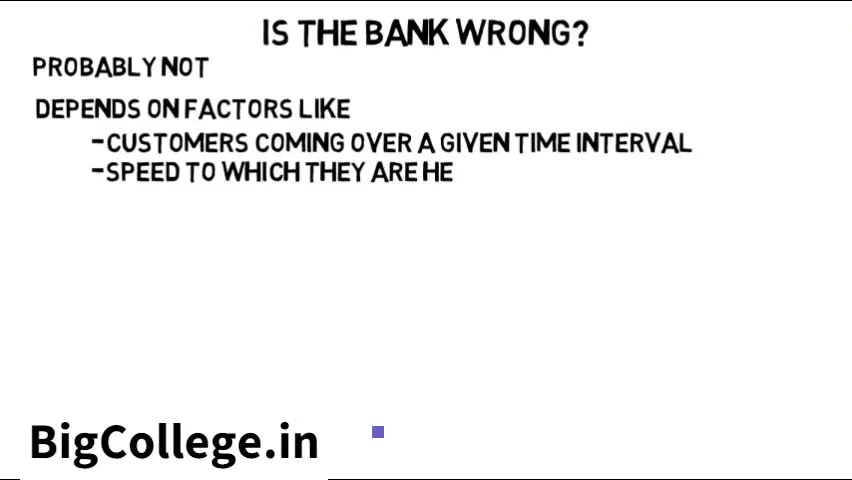 IS THE BANK WRONG?
PROBABLY NOT
DEPENDS ON FACTORS LIKE
-CUSTOMERS COMING OVER A GIVEN TIME INTERVAL
-SPEED TO WHICH THEY ARE HE
BigCollege.in